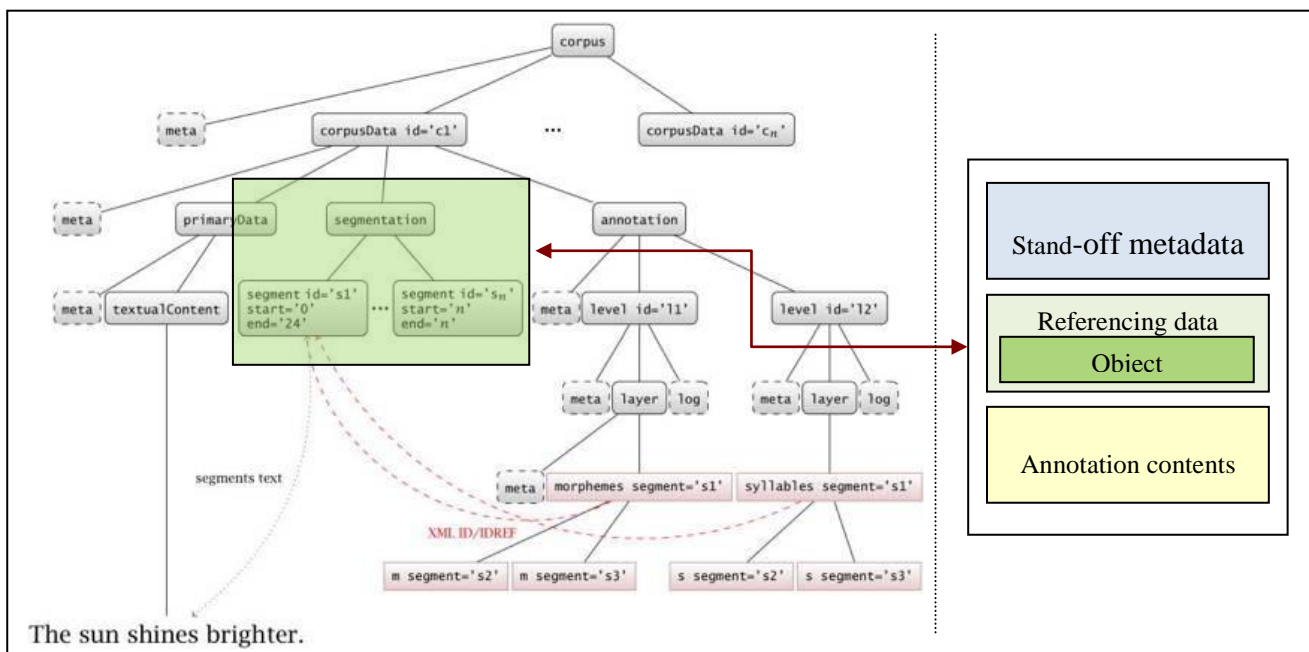 corpus
meta
corpusData id='c1'
...
corpusData id='cn'
meta
primaryData
segmentation
annotation
meta
textualContent
segment id='s1'
start='0'
end='24'
...
segment id='sn'
start='n'
end='n'
meta
level id='l1'
level id='l2'
meta
layer
log
meta
layer
log
segments text
meta
morphemes segment='s1'
syllables segment='s1'
XML ID/IDREF
m segment='s2'
m segment='s3'
s segment='s2'
s segment='s3'
The sun shines brighter.
Stand-off metadata
Referencing data
Object
Annotation contents